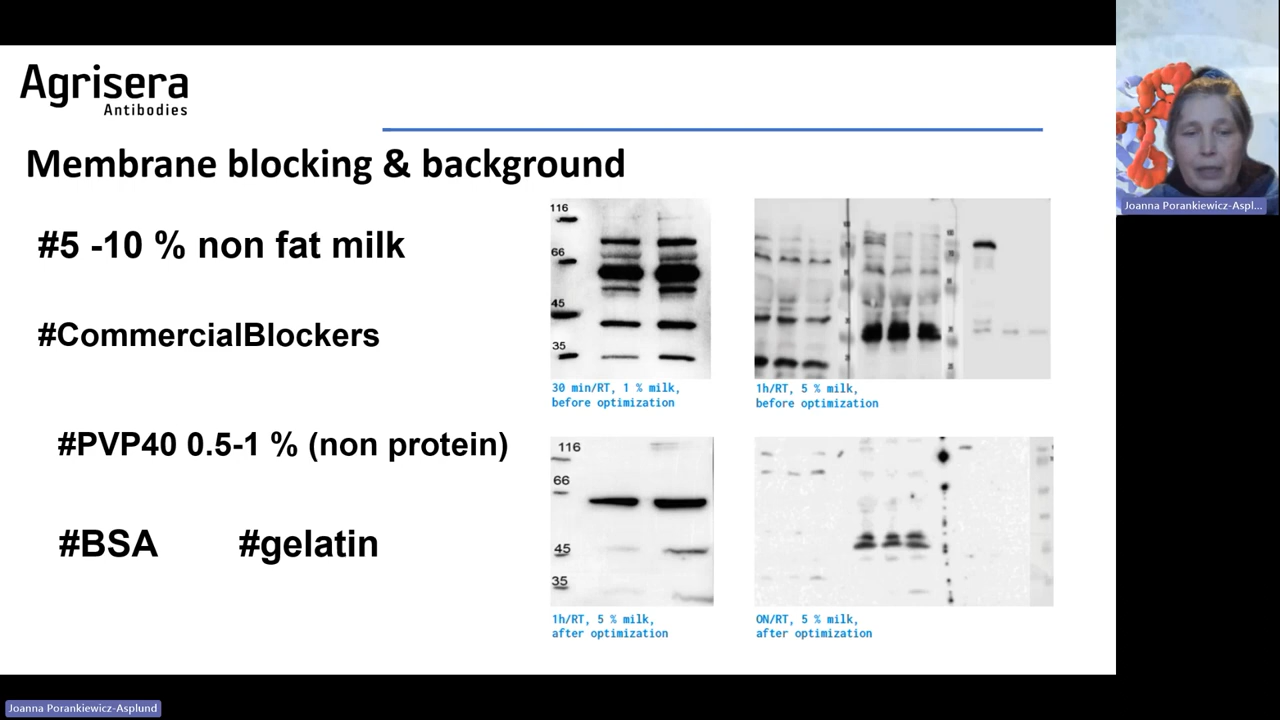 Agrisera
Antibodies
Membrane blocking & background
#5 -10 % non fat milk
#CommercialBlockers
#PVP40 0.5-1 % (non protein)
#BSA #gelatin
116
66
45
35
30 min/RT, 1 % milk,
before optimization
1h/RT, 5 % milk,
before optimization
116
66
45
35
1h/RT, 5 % milk,
after optimization
ON/RT, 5 % milk,
after optimization
Joanna Porankiewicz-Aspl...
Joanna Porankiewicz-Asplund